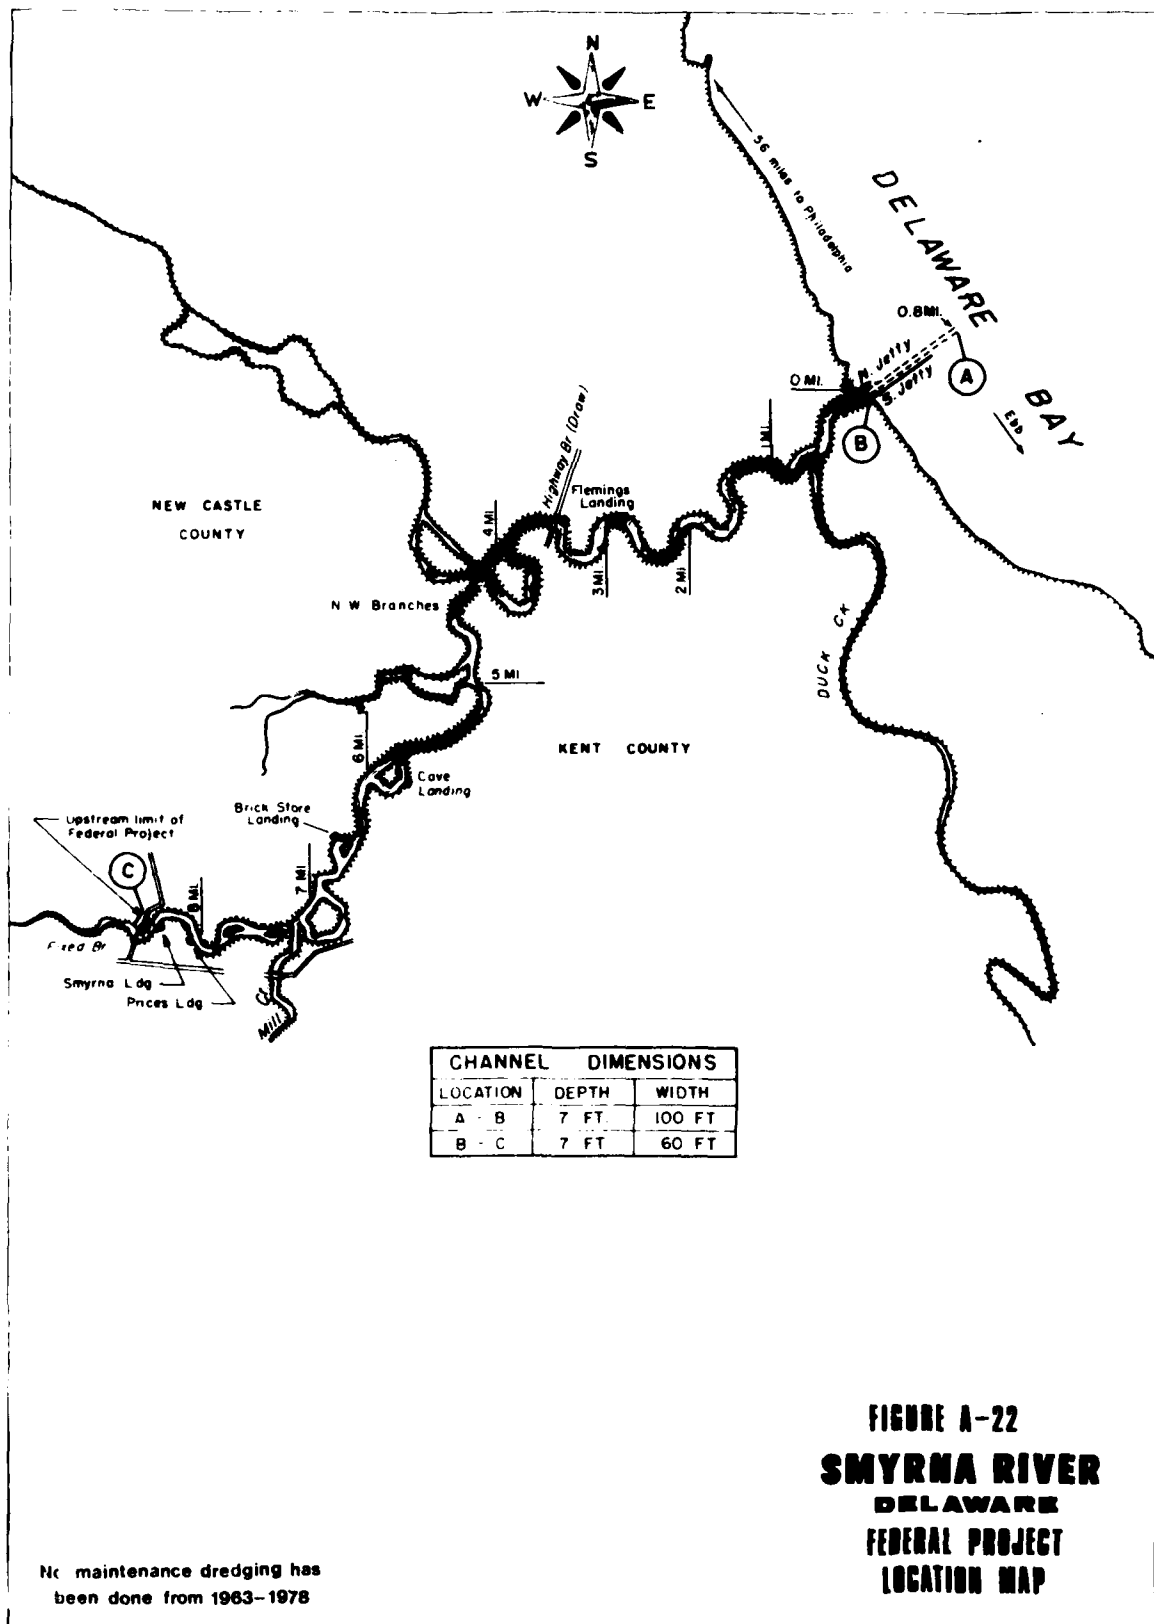 N
W
E
S
56 miles to Philadelphia
DELAWARE
BAY
0.8MI.
N. Jetty
S. Jetty
A
0 MI.
B
Ebb
1 MI.
Highway Br (Draw)
Flemings
Landing
NEW CASTLE
COUNTY
4 MI
3 MI
2 MI
N W Branches
DUCK CK
5 MI
6 MI
KENT COUNTY
Cave
Landing
Brick Store
Landing
Upstream limit of
Federal Project
C
7 MI
8 MI.
Fixed Br
Smyrna Ldg
Prices Ldg
Mill Cr
CHANNEL DIMENSIONS
LOCATION DEPTH WIDTH
A - B 7 FT. 100 FT
B - C 7 FT 60 FT
FIGURE A-22
SMYRNA RIVER
DELAWARE
FEDERAL PROJECT
LOCATION MAP
No maintenance dredging has
been done from 1963-1978